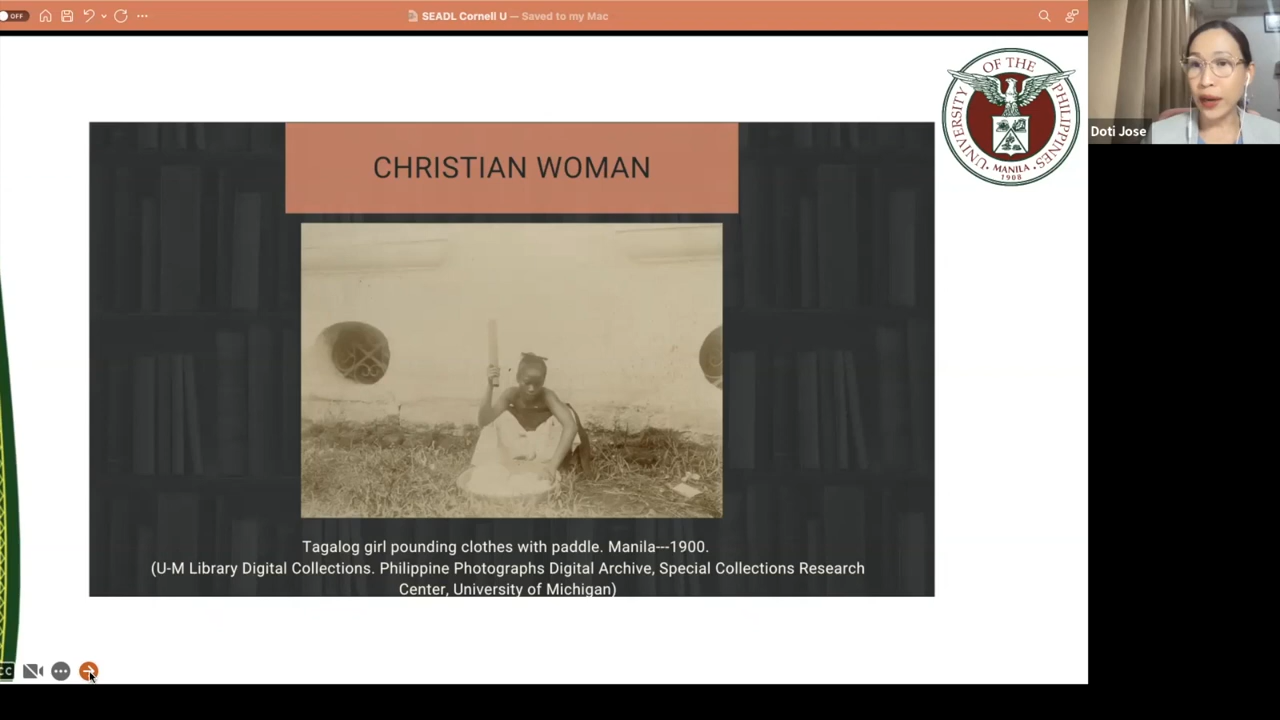 OFF
SEADL Cornell U — Saved to my Mac
UNIVERSITY OF THE PHILIPPINES
MANILA
1908
Doti Jose
CHRISTIAN WOMAN
Tagalog girl pounding clothes with paddle. Manila---1900.
(U-M Library Digital Collections. Philippine Photographs Digital Archive, Special Collections Research
Center, University of Michigan)
CC